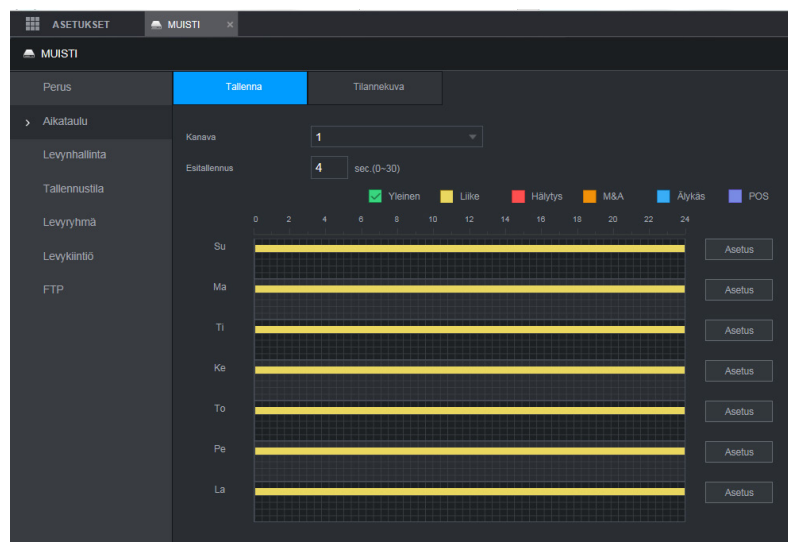 ASETUKSET MUISTI ×
MUISTI
Perus
Aikataulu
Levynhallinta
Tallennustila
Levyryhmä
Levykiintiö
FTP
Tallenna Tilannekuva
Kanava 1
Esitallennus 4 sec.(0~30)
Yleinen Liike Hälytys M&A Älykäs POS
0 2 4 6 8 10 12 14 16 18 20 22 24
Su Asetus
Ma Asetus
Ti Asetus
Ke Asetus
To Asetus
Pe Asetus
La Asetus